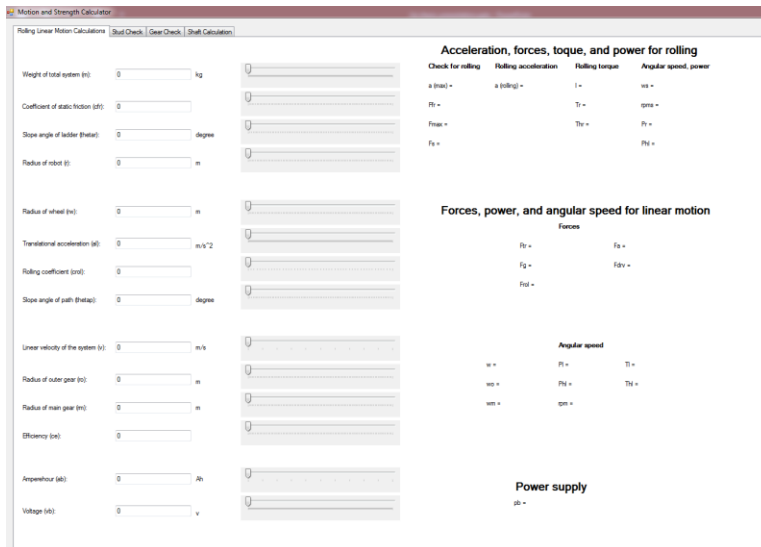 Motion and Strength Calculator
Rolling Linear Motion Calculations Stud Check Gear Check Shaft Calculation
Weight of total system (m): 0 kg
Coefficient of static friction (cfr): 0
Slope angle of ladder (thetar): 0 degree
Radius of robot (r): 0 m
Radius of wheel (rw): 0 m
Translational acceleration (al): 0 m/s^2
Rolling coefficient (crol): 0
Slope angle of path (thetap): 0 degree
Linear velocity of the system (v): 0 m/s
Radius of outer gear (ro): 0 m
Radius of main gear (rm): 0 m
Efficiency (oe): 0
Amperehour (ab): 0 Ah
Voltage (vb): 0 v
Acceleration, forces, toque, and power for rolling
Check for rolling Rolling acceleration Rolling torque Angular speed, power
a (max) = a (rolling) = I = wa =
Ffr = Tr = rpms =
Fmax = Thr = Pr =
Fs = Phl =
Forces, power, and angular speed for linear motion
Forces
Ftr = Fa =
Fg = Fdrv =
Frol =
Angular speed
w = Pl = Tl =
wo = Phl = Thl =
wm = rpm =
Power supply
pb =